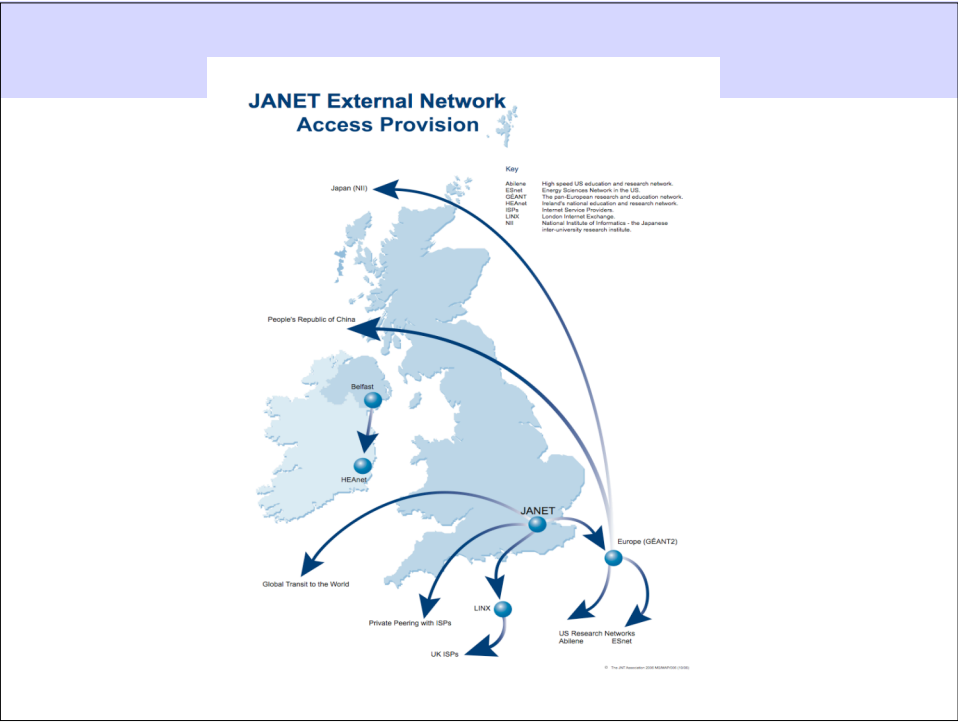 JANET External Network
Access Provision
Key
Abilene High speed US education and research network.
ESnet Energy Sciences Network in the US.
GÉANT The pan-European research and education network.
HEAnet Ireland's national education and research network.
ISPs Internet Service Providers.
LINX London Internet Exchange.
NII National Institute of Informatics - the Japanese
inter-university research institute.
Japan (NII)
People's Republic of China
Belfast
HEAnet
JANET
Europe (GÉANT2)
Global Transit to the World
LINX
Private Peering with ISPs
US Research Networks
Abilene ESnet
UK ISPs
© The JNT Association